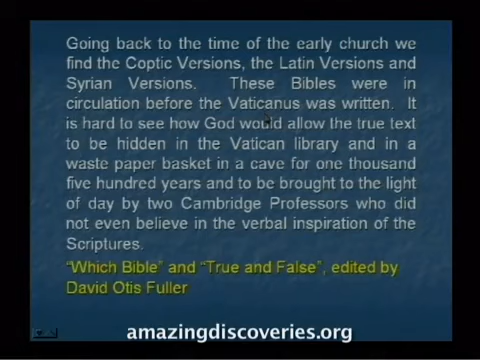 Going back to the time of the early church we
find the Coptic Versions, the Latin Versions and
Syrian Versions. These Bibles were in
circulation before the Vaticanus was written. It
is hard to see how God would allow the true text
to be hidden in the Vatican library and in a
waste paper basket in a cave for one thousand
five hundred years and to be brought to the light
of day by two Cambridge Professors who did
not even believe in the verbal inspiration of the
Scriptures.
“Which Bible” and “True and False”, edited by
David Otis Fuller
amazingdiscoveries.org